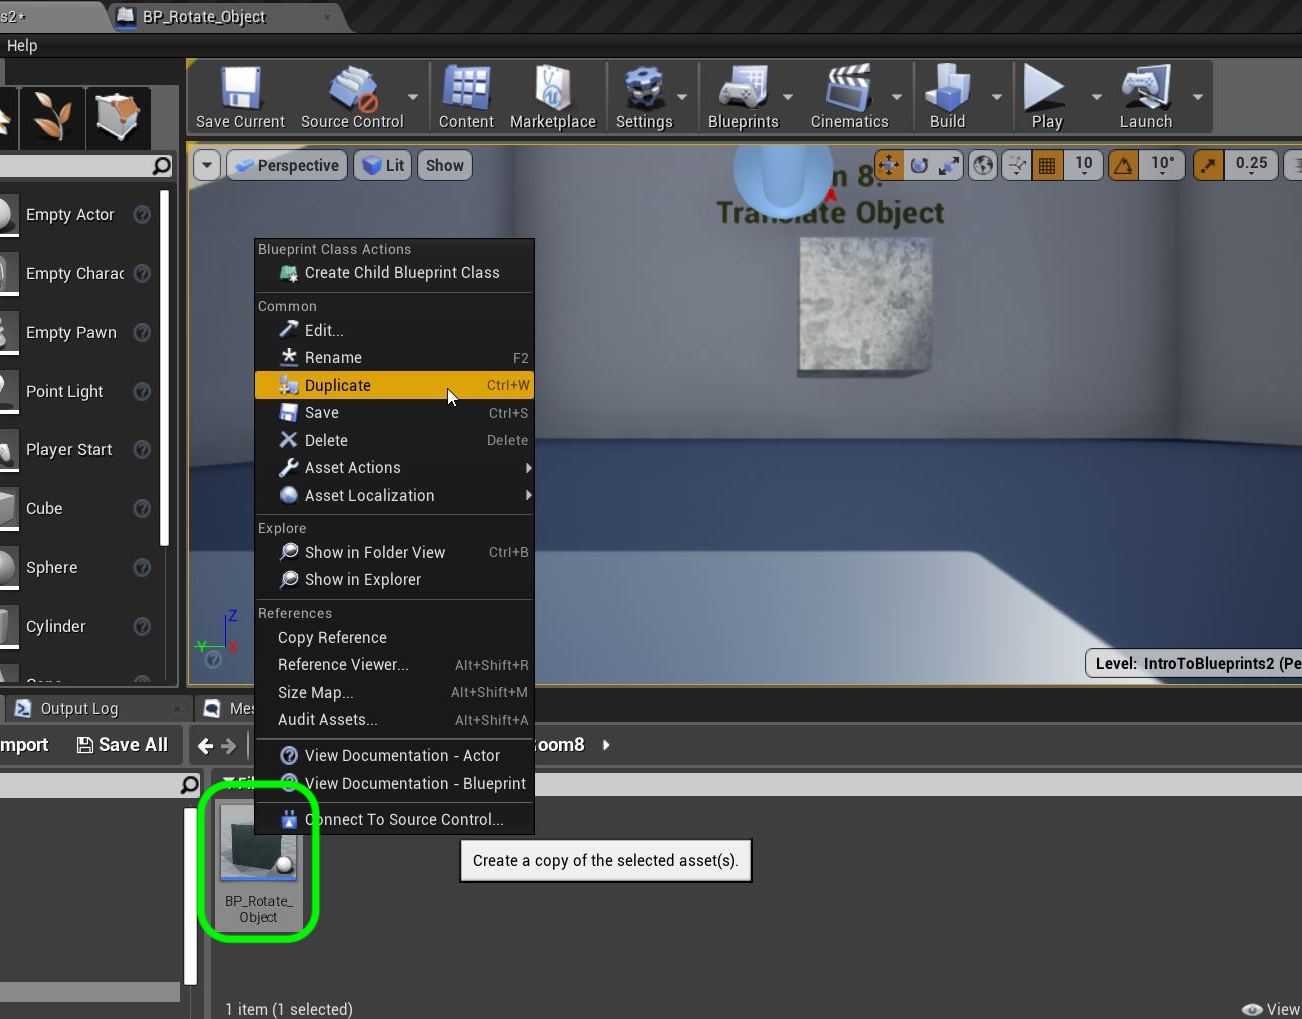 s2*
BP_Rotate_Object
Help
Save Current
Source Control
Content
Marketplace
Settings
Blueprints
Cinematics
Build
Play
Launch
Perspective
Lit
Show
10
10°
0.25
8.
Translate Object
Empty Actor
Empty Charac
Empty Pawn
Point Light
Player Start
Cube
Sphere
Cylinder
Blueprint Class Actions
Create Child Blueprint Class
Common
Edit...
Rename F2
Duplicate Ctrl+W
Save Ctrl+S
Delete Delete
Asset Actions
Asset Localization
Explore
Show in Folder View Ctrl+B
Show in Explorer
References
Copy Reference
Reference Viewer... Alt+Shift+R
Size Map... Alt+Shift+M
Audit Assets... Alt+Shift+A
View Documentation - Actor
View Documentation - Blueprint
Connect To Source Control...
Create a copy of the selected asset(s).
Z
Y
X
Level: IntroToBlueprints2 (Pe
Output Log
Mes
mport
Save All
oom8
BP_Rotate_
Object
1 item (1 selected)
View